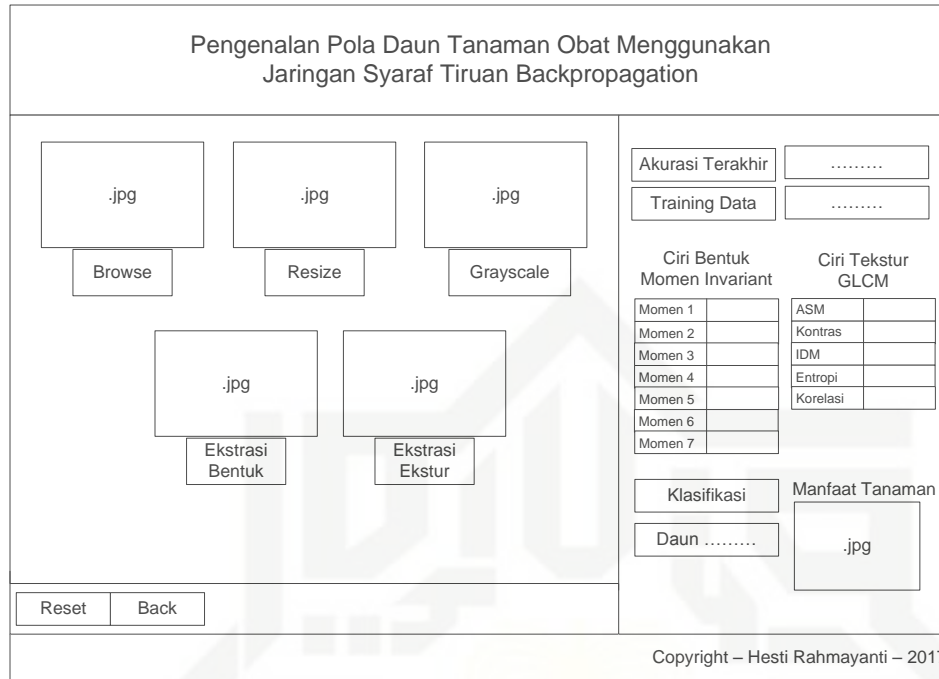 Pengenalan Pola Daun Tanaman Obat Menggunakan
Jaringan Syaraf Tiruan Backpropagation
.jpg
.jpg
.jpg
Browse
Resize
Grayscale
.jpg
.jpg
Ekstrasi
Bentuk
Ekstrasi
Ekstur
Reset
Back
Akurasi Terakhir
………
Training Data
………
Ciri Bentuk
Momen Invariant
Momen 1
Momen 2
Momen 3
Momen 4
Momen 5
Momen 6
Momen 7
Ciri Tekstur
GLCM
ASM
Kontras
IDM
Entropi
Korelasi
Klasifikasi
Daun ………
Manfaat Tanaman
.jpg
Copyright – Hesti Rahmayanti – 2017